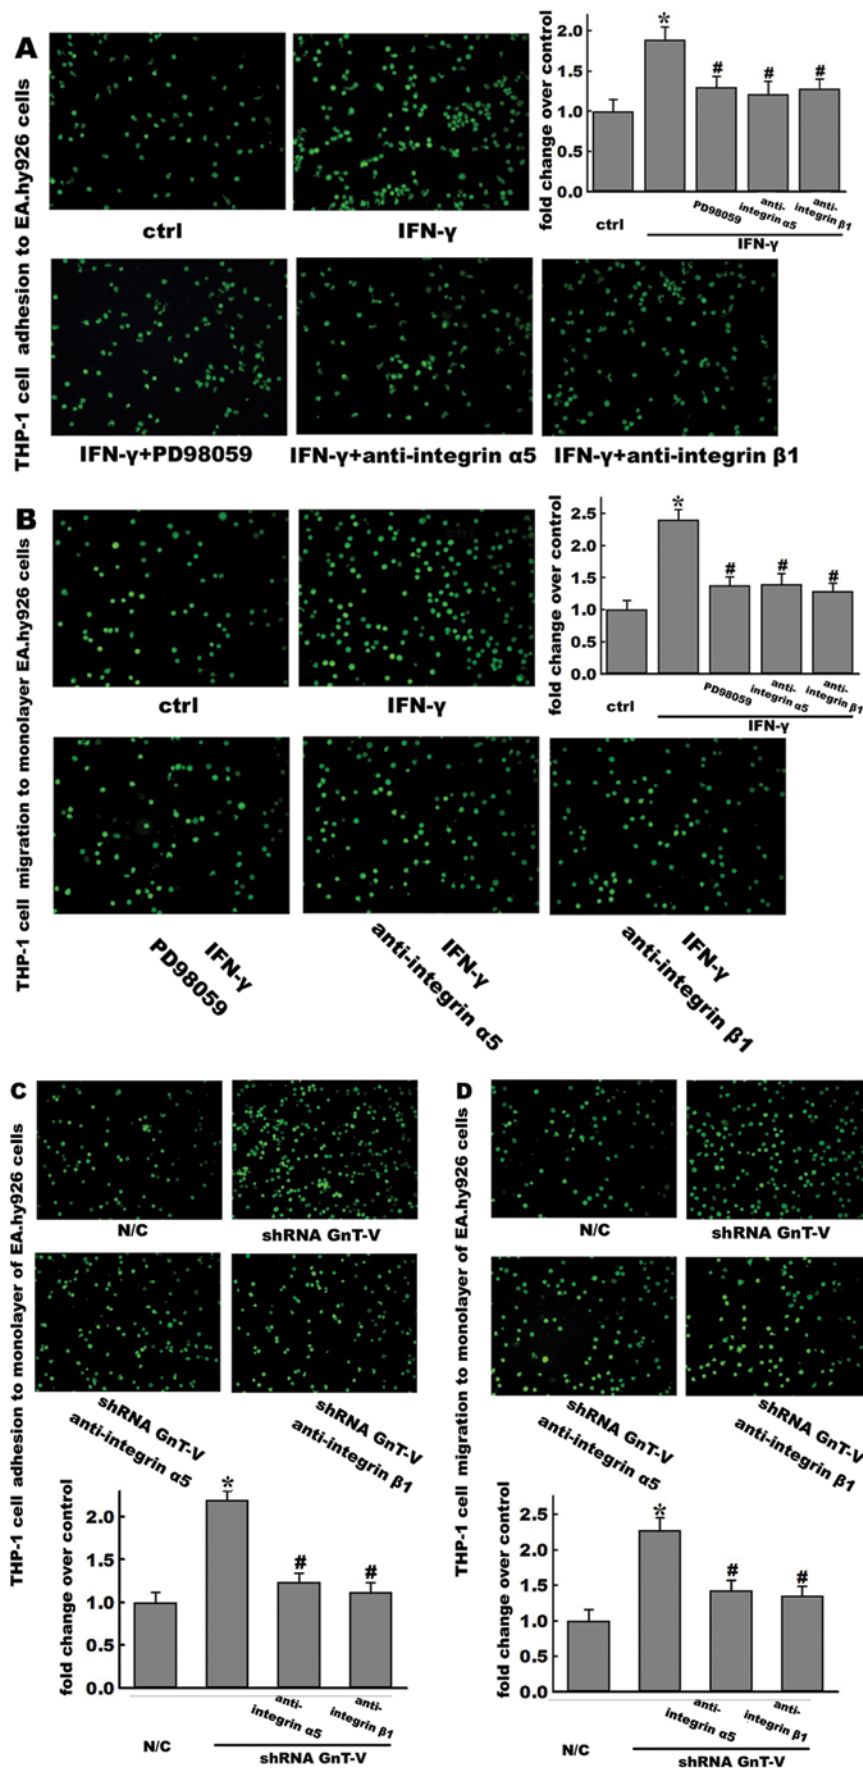 A
THP-1 cell adhesion to EA.hy926 cells
ctrl
IFN-γ
fold change over control
2.0
1.5
1.0
0.5
0.0
*
#
#
#
ctrl
PD98059
anti-
integrin α5
anti-
integrin β1
IFN-γ
IFN-γ+PD98059
IFN-γ+anti-integrin α5
IFN-γ+anti-integrin β1
B
THP-1 cell migration to monolayer EA.hy926 cells
ctrl
ctrl
IFN-γ
fold change over control
2.5
2.0
1.5
1.0
0.5
0.0
*
#
#
#
ctrl
PD98059
anti-
integrin α5
anti-
integrin β1
IFN-γ
IFN-γ
PD98059
IFN-γ
anti-integrin α5
IFN-γ
anti-integrin β1
C
THP-1 cell adhesion to monolayer of EA.hy926 cells
N/C
shRNA GnT-V
shRNA GnT-V
anti-integrin α5
shRNA GnT-V
anti-integrin β1
fold change over control
2.0
1.5
1.0
0.5
0.0
*
#
#
N/C
anti-
integrin α5
anti-
integrin β1
shRNA GnT-V
D
THP-1 cell migration to monolayer of EA.hy926 cells
N/C
shRNA GnT-V
shRNA GnT-V
anti-integrin α5
shRNA GnT-V
anti-integrin β1
fold change over control
2.5
2.0
1.5
1.0
0.5
0.0
*
#
#
N/C
anti-
integrin α5
anti-
integrin β1
shRNA GnT-V